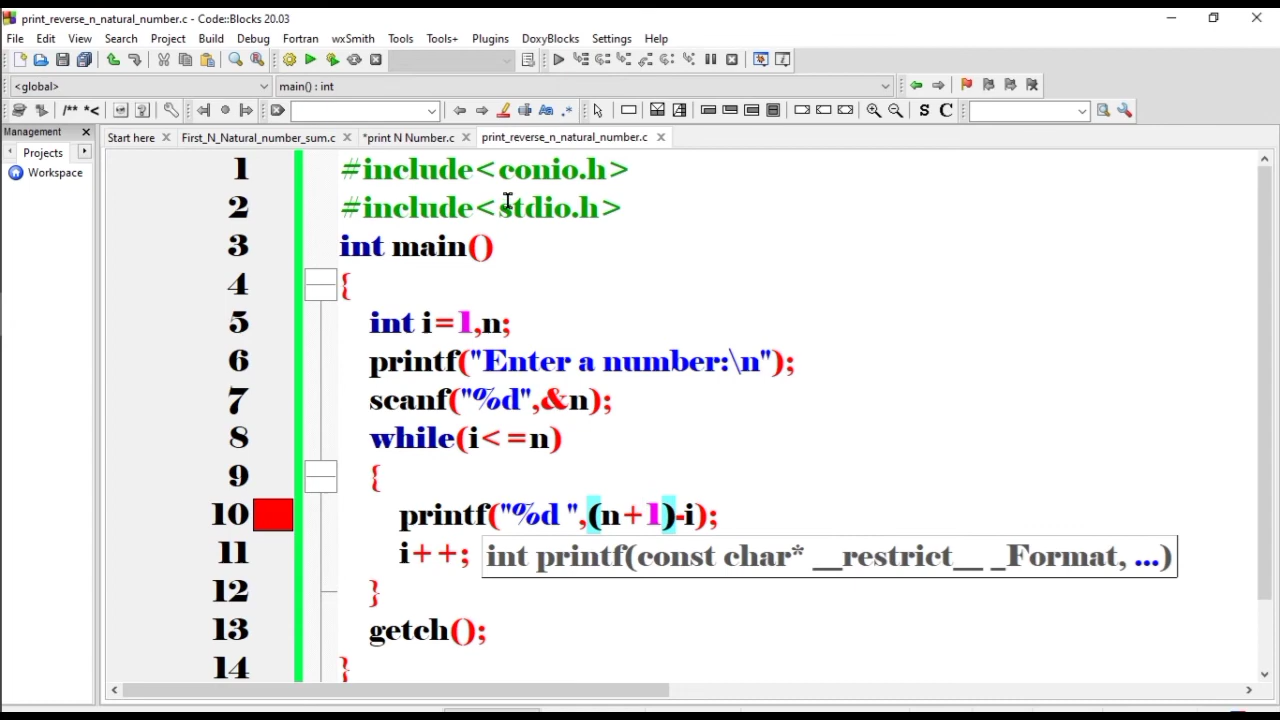 print_reverse_n_natural_number.c - Code::Blocks 20.03
File Edit View Search Project Build Debug Fortran wxSmith Tools Tools+ Plugins DoxyBlocks Settings Help
<global> main() : int
/** *< S C
Management
Start here First_N_Natural_number_sum.c *print N Number.c print_reverse_n_natural_number.c
Projects
Workspace
1 #include<conio.h>
2 #include<stdio.h>
3 int main()
4 {
5 int i=1,n;
6 printf("Enter a number:\n");
7 scanf("%d",&n);
8 while(i<=n)
9 {
10 printf("%d ",(n+1)-i);
11 i++;
int printf(const char* __restrict__ _Format, ...)
12 }
13 getch();
14 }